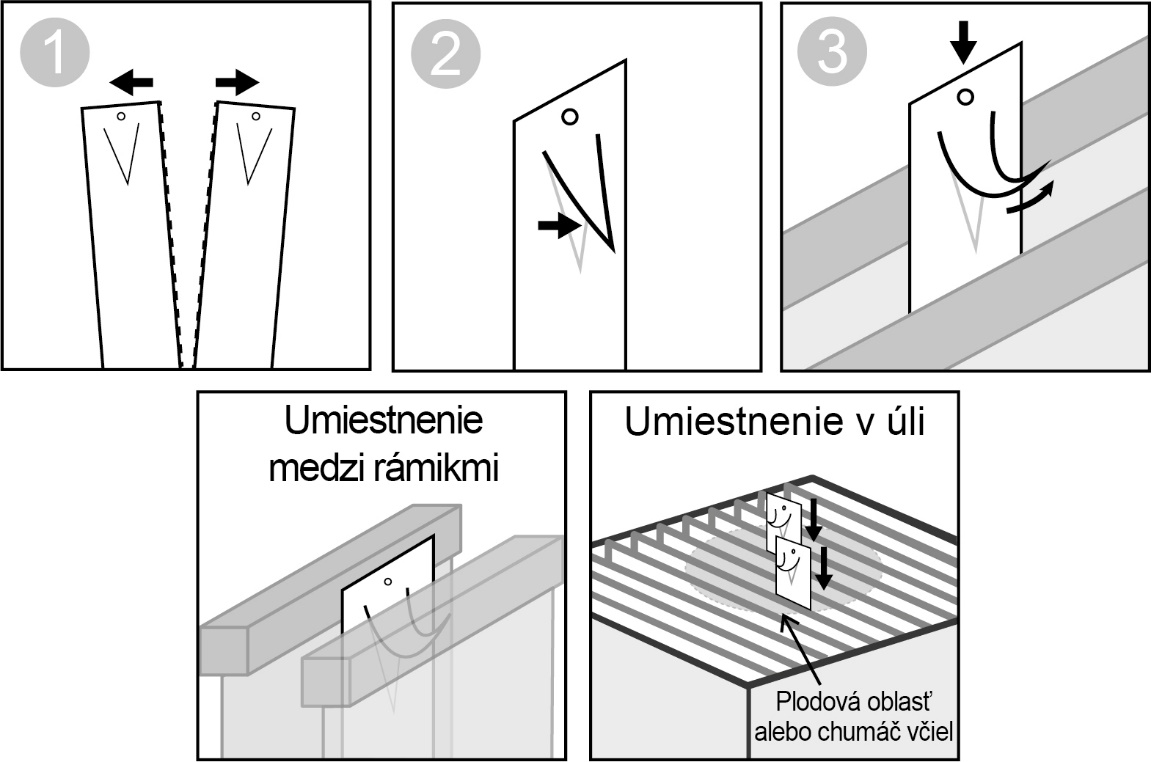 1
2
3
Umiestnenie
medzi rámikmi
Umiestnenie v úli
Plodová oblasť
alebo chumáč včiel